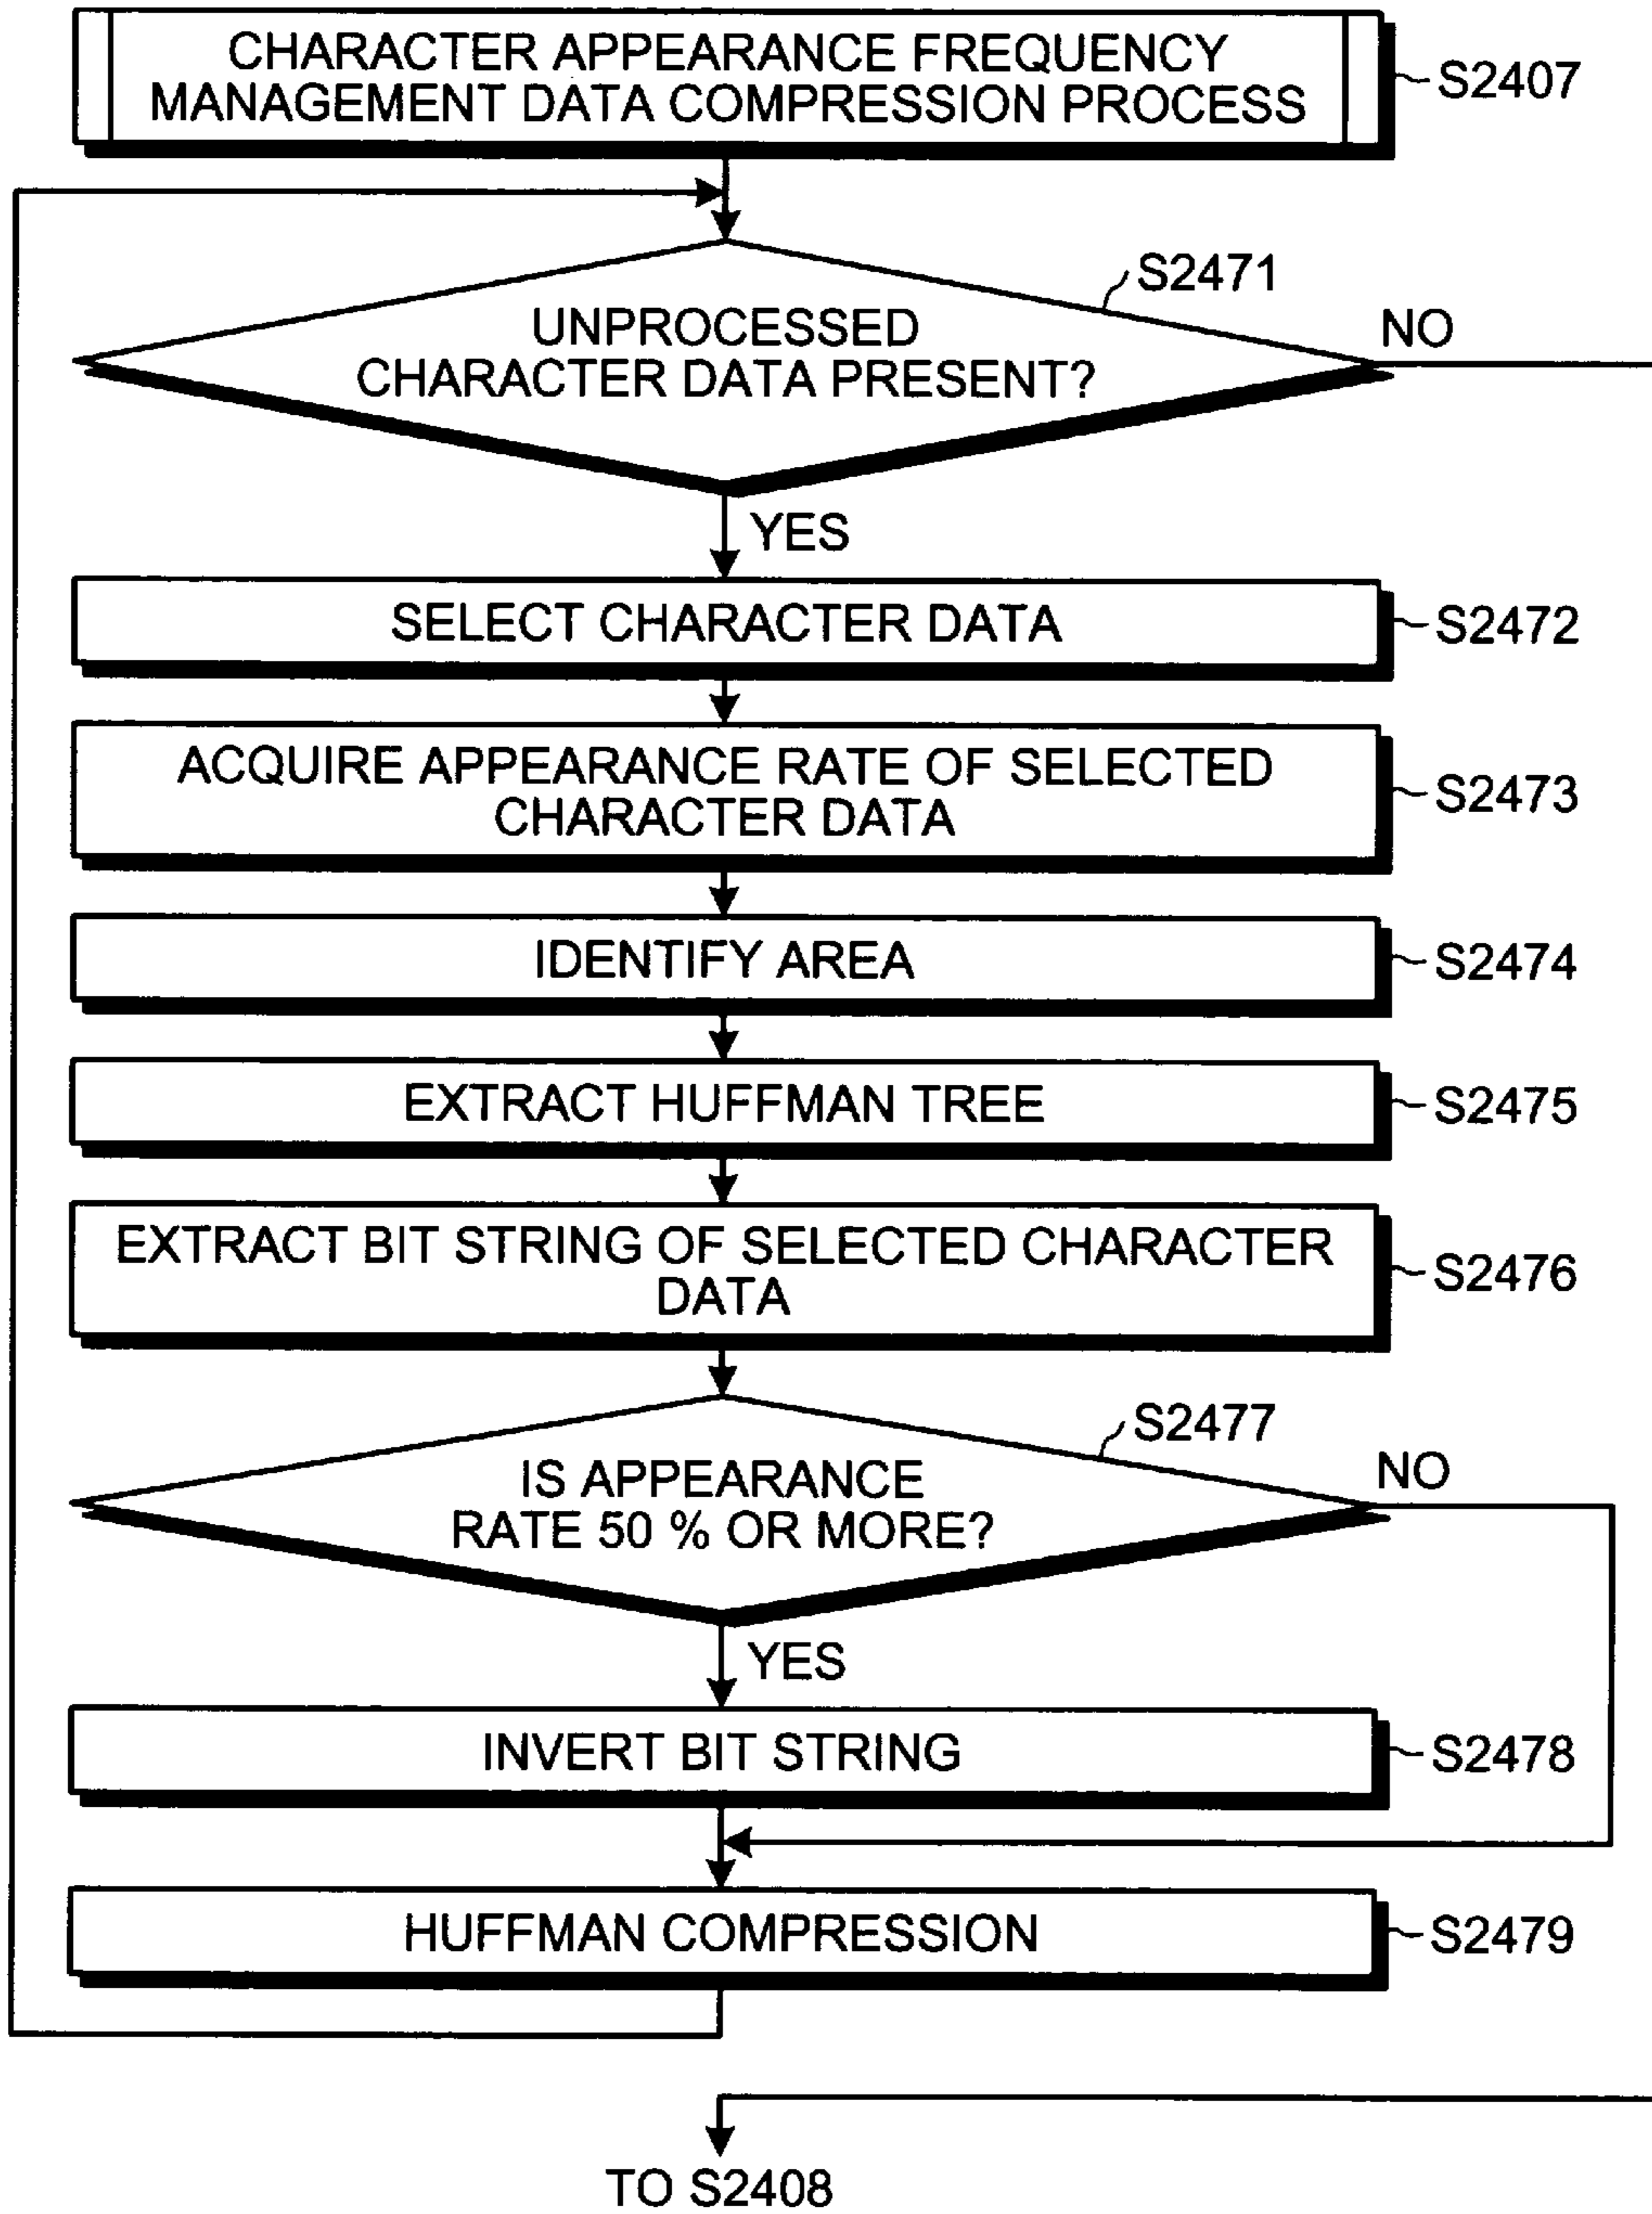 CHARACTER APPEARANCE FREQUENCY
MANAGEMENT DATA COMPRESSION PROCESS
S2407
S2471
UNPROCESSED
CHARACTER DATA PRESENT?
NO
YES
SELECT CHARACTER DATA
S2472
ACQUIRE APPEARANCE RATE OF SELECTED
CHARACTER DATA
S2473
IDENTIFY AREA
S2474
EXTRACT HUFFMAN TREE
S2475
EXTRACT BIT STRING OF SELECTED CHARACTER
DATA
S2476
S2477
IS APPEARANCE
RATE 50 % OR MORE?
NO
YES
INVERT BIT STRING
S2478
HUFFMAN COMPRESSION
S2479
TO S2408